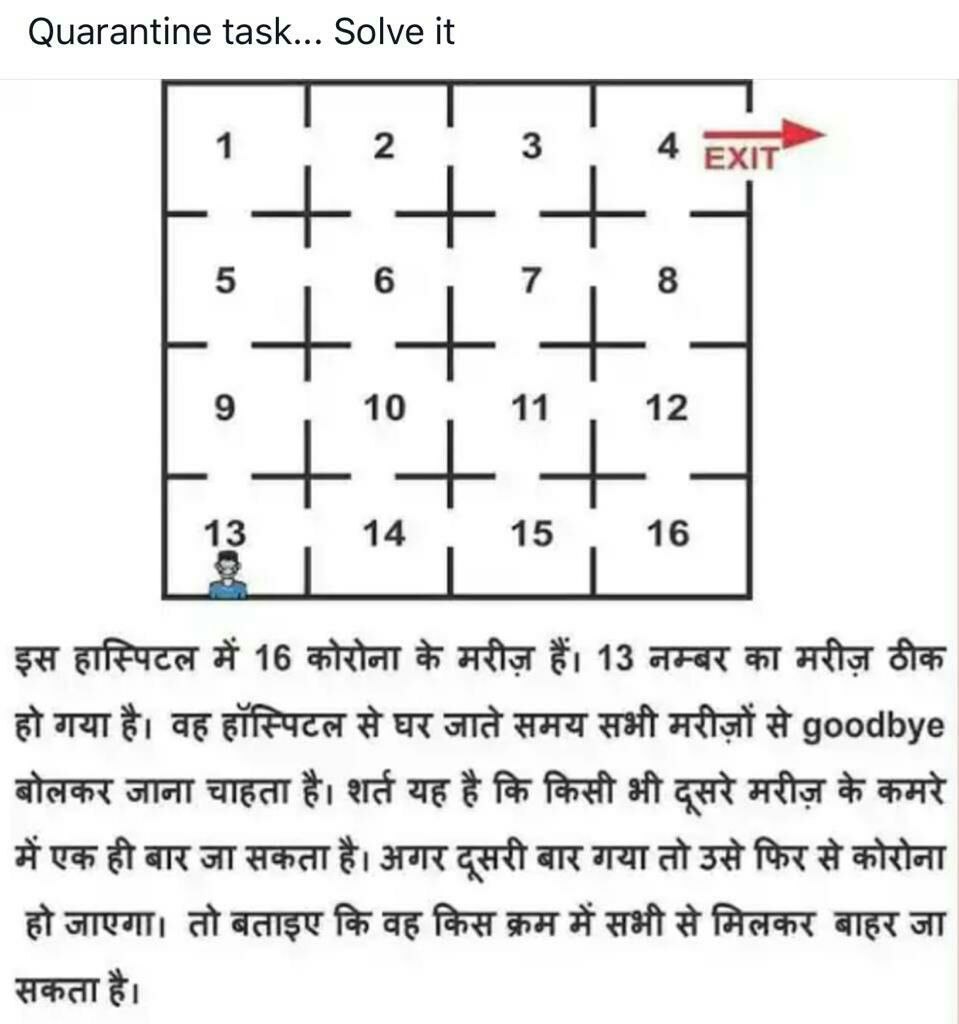 Quarantine task... Solve it
1 2 3 4 EXIT
5 6 7 8
9 10 11 12
13 14 15 16
इस हास्पिटल में 16 कोरोना के मरीज़ हैं। 13 नम्बर का मरीज़ ठीक
हो गया है। वह हॉस्पिटल से घर जाते समय सभी मरीज़ों से goodbye
बोलकर जाना चाहता है। शर्त यह है कि किसी भी दूसरे मरीज़ के कमरे
में एक ही बार जा सकता है। अगर दूसरी बार गया तो उसे फिर से कोरोना
हो जाएगा। तो बताइए कि वह किस क्रम में सभी से मिलकर बाहर जा
सकता है।